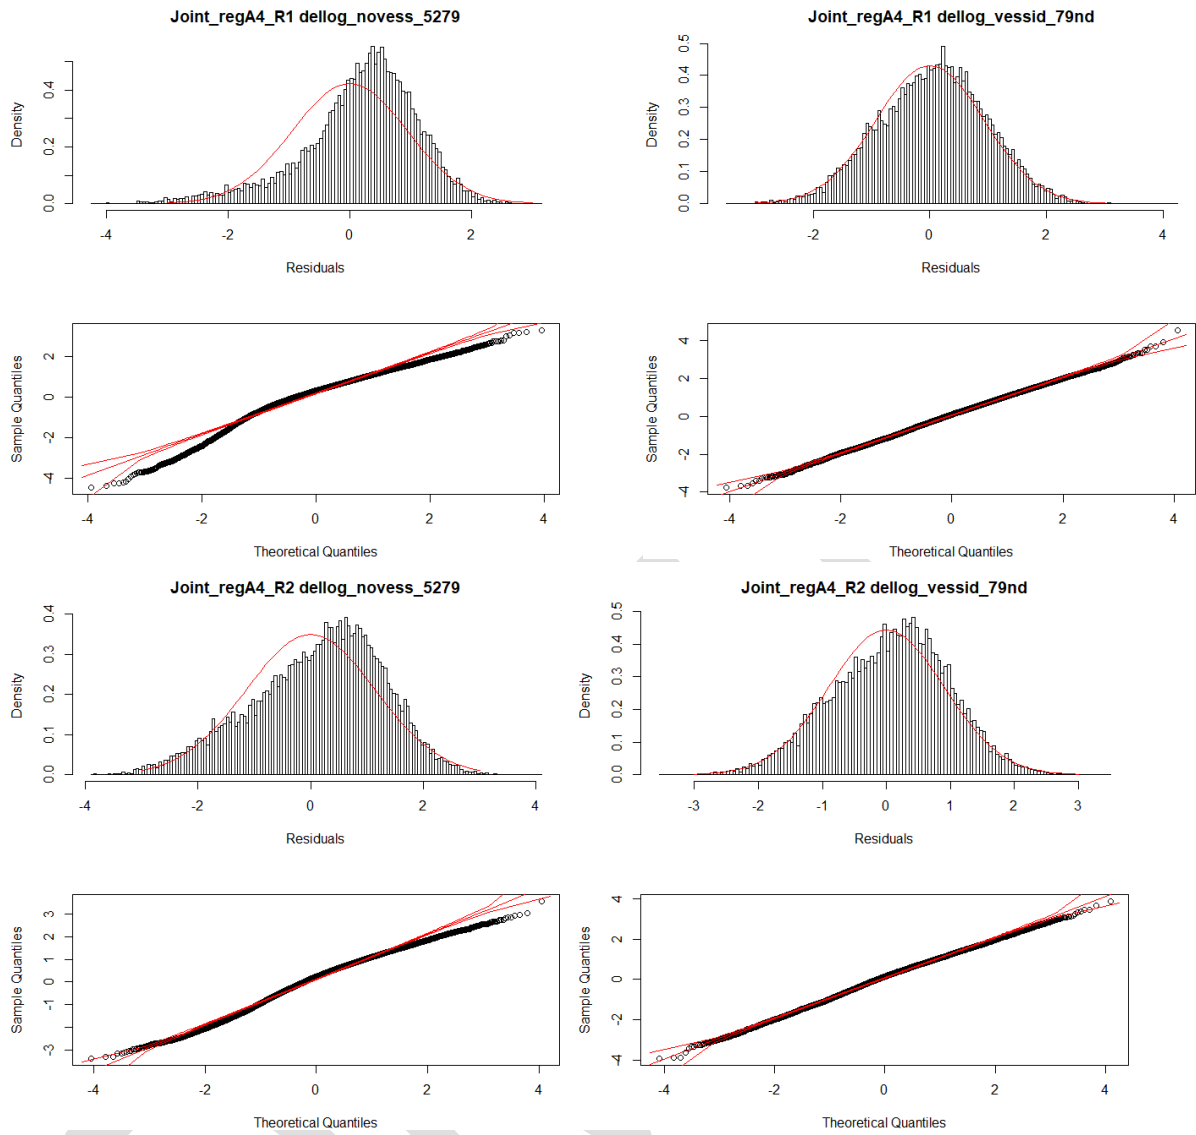 Joint_regA4_R1 dellog_novess_5279
Density
0.0 0.2 0.4
-4 -2 0 2
Residuals
Sample Quantiles
-4 -2 0 2
-4 -2 0 2 4
Theoretical Quantiles
Joint_regA4_R1 dellog_vessid_79nd
Density
0.0 0.1 0.2 0.3 0.4 0.5
-2 0 2 4
Residuals
Sample Quantiles
-4 -2 0 2 4
-4 -2 0 2 4
Theoretical Quantiles
Joint_regA4_R2 dellog_novess_5279
Density
0.0 0.1 0.2 0.3 0.4
-4 -2 0 2 4
Residuals
Sample Quantiles
-3 -1 0 1 2 3
-4 -2 0 2 4
Theoretical Quantiles
Joint_regA4_R2 dellog_vessid_79nd
Density
0.0 0.1 0.2 0.3 0.4 0.5
-3 -2 -1 0 1 2 3
Residuals
Sample Quantiles
-4 -2 0 2 4
-4 -2 0 2 4
Theoretical Quantiles